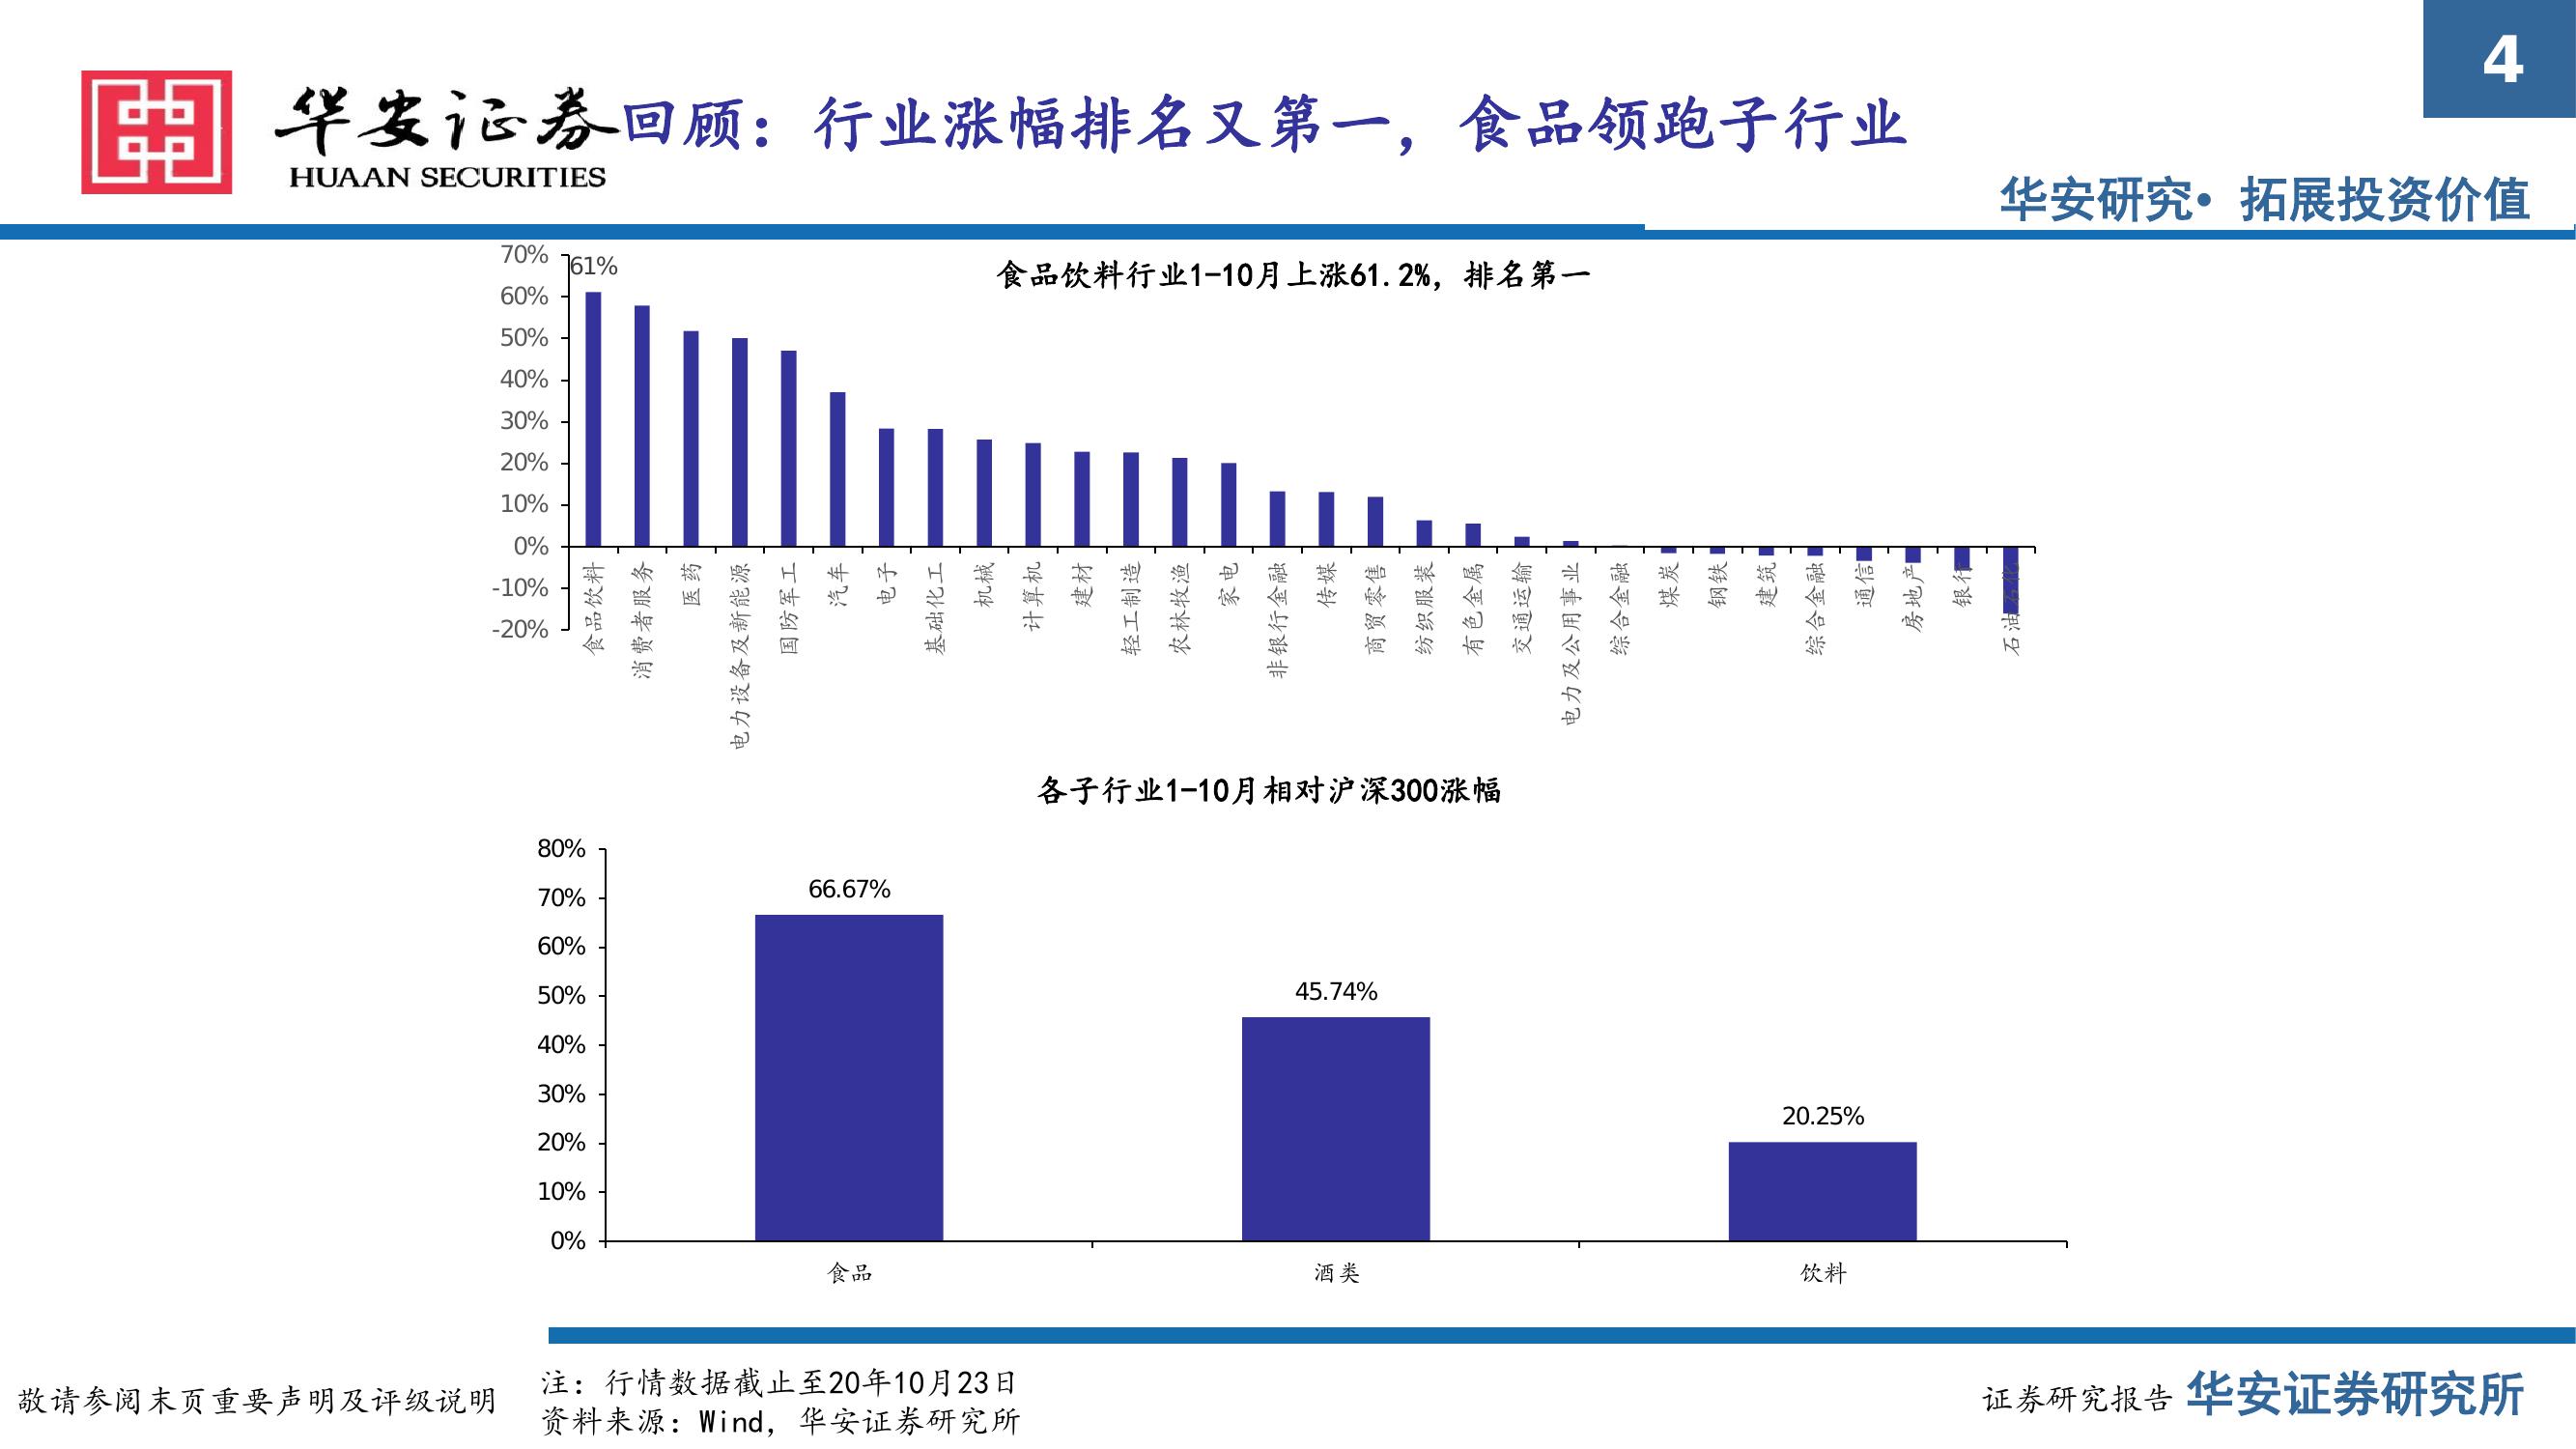 4
华安证券
HUAAN SECURITIES
回顾：行业涨幅排名又第一，食品领跑子行业
华安研究• 拓展投资价值
食品饮料行业1-10月上涨61.2%，排名第一
70%
60%
50%
40%
30%
20%
10%
0%
-10%
-20%
61%
食品饮料
消费者服务
医药
电力设备及新能源
国防军工
汽车
电子
基础化工
机械
计算机
建材
轻工制造
农林牧渔
家电
非银行金融
传媒
商贸零售
纺织服装
有色金属
交通运输
电力及公用事业
综合金融
煤炭
钢铁
建筑
综合金融
通信
房地产
银行
石油石化
各子行业1-10月相对沪深300涨幅
80%
70%
60%
50%
40%
30%
20%
10%
0%
66.67%
45.74%
20.25%
食品
酒类
饮料
敬请参阅末页重要声明及评级说明
注：行情数据截止至20年10月23日
资料来源：Wind，华安证券研究所
证券研究报告
华安证券研究所